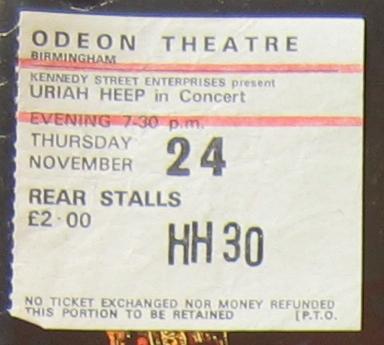 ODEON THEATRE
BIRMINGHAM
KENNEDY STREET ENTERPRISES present
URIAH HEEP in Concert
EVENING 7-30 p.m.
THURSDAY
NOVEMBER 24
REAR STALLS
£2·00
HH 30
NO TICKET EXCHANGED NOR MONEY REFUNDED
THIS PORTION TO BE RETAINED [P.T.O.